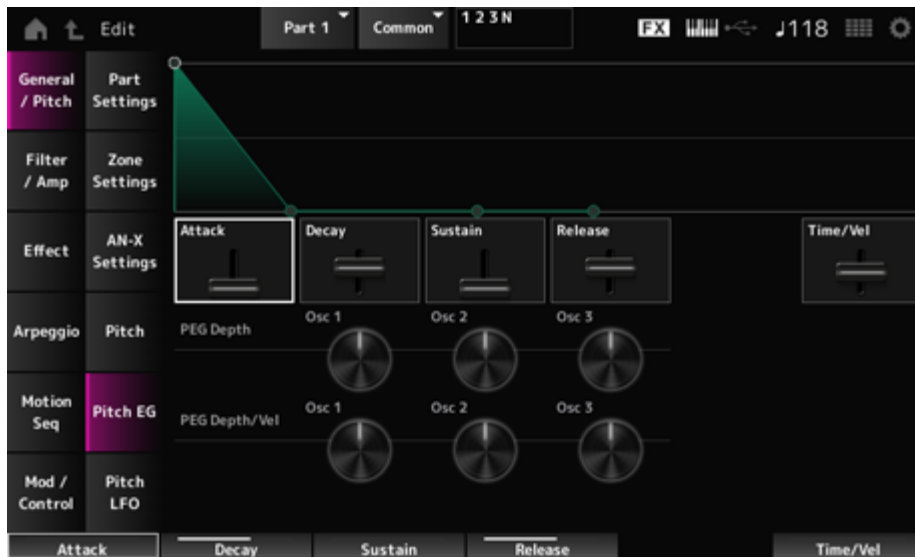 Edit
Part 1
Common
1 2 3 N
FX
♩118
General
/ Pitch
Part
Settings
Filter
/ Amp
Zone
Settings
Effect
AN-X
Settings
Arpeggio
Pitch
Motion
Seq
Pitch EG
Mod /
Control
Pitch
LFO
Attack
Decay
Sustain
Release
Time/Vel
PEG Depth
Osc 1
Osc 2
Osc 3
PEG Depth/Vel
Osc 1
Osc 2
Osc 3
Attack
Decay
Sustain
Release
Time/Vel